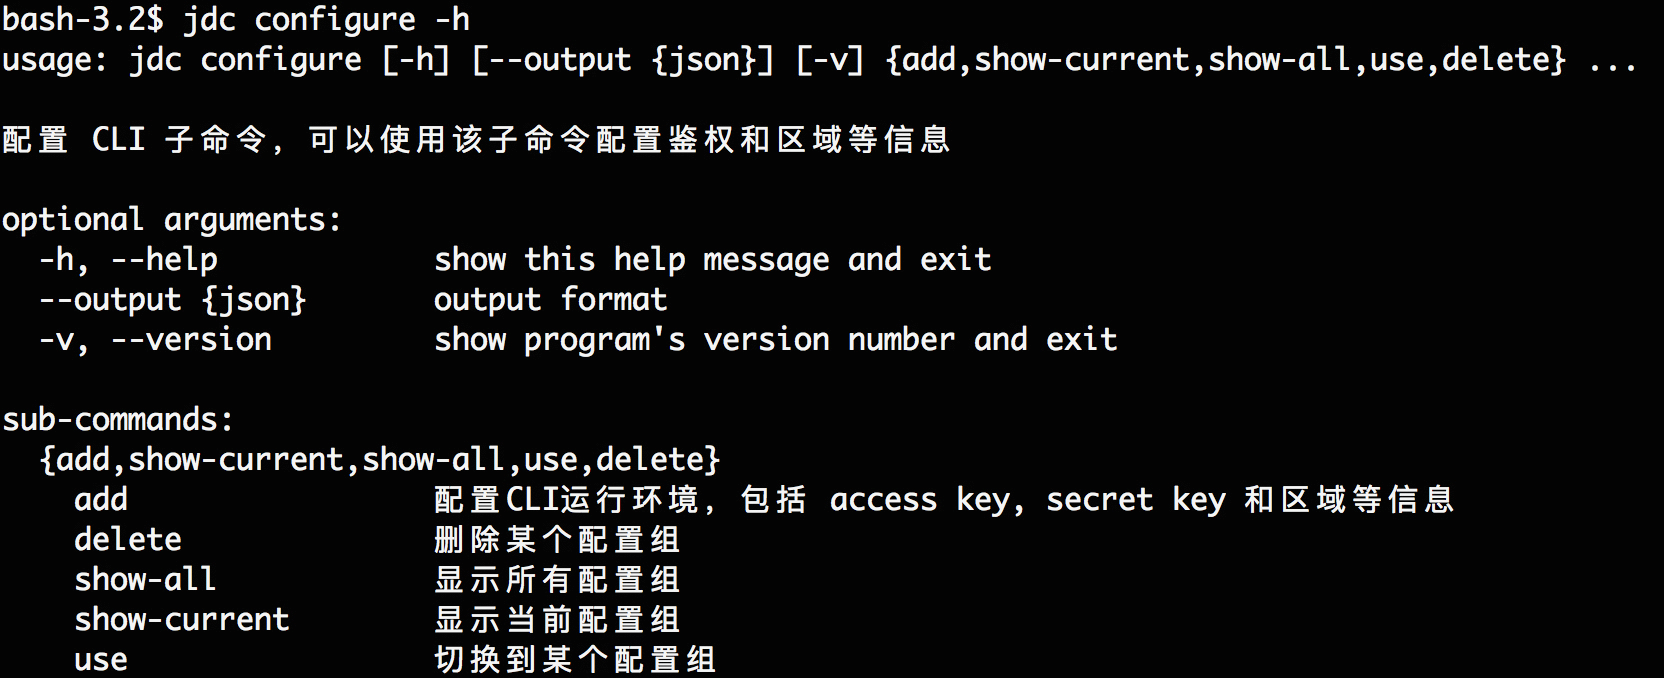 bash-3.2$ jdc configure -h
usage: jdc configure [-h] [--output {json}] [-v] {add,show-current,show-all,use,delete} ...
配置 CLI 子命令，可以使用该子命令配置鉴权和区域等信息
optional arguments:
-h, --help show this help message and exit
--output {json} output format
-v, --version show program's version number and exit
sub-commands:
{add,show-current,show-all,use,delete}
add 配置CLI运行环境，包括 access key, secret key 和区域等信息
delete 删除某个配置组
show-all 显示所有配置组
show-current 显示当前配置组
use 切换到某个配置组